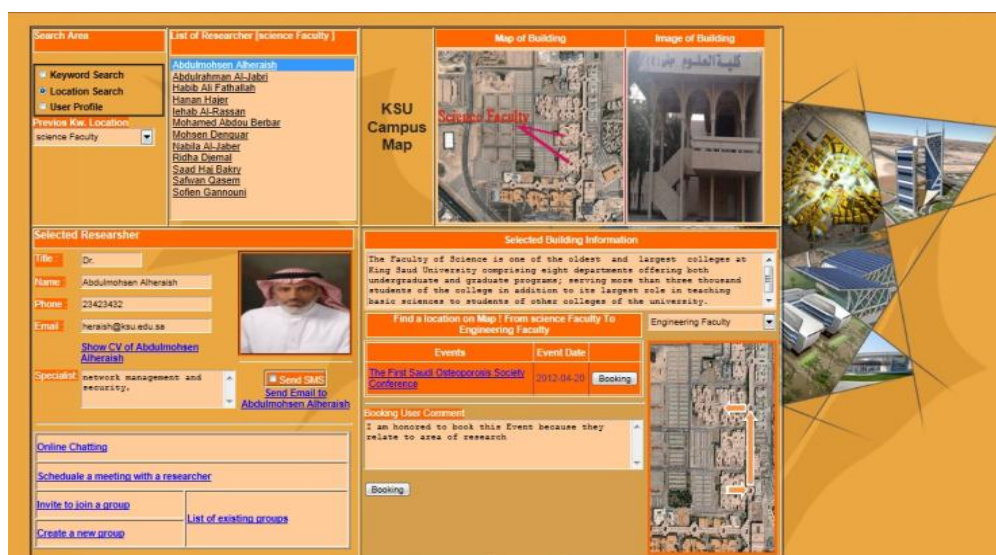 Search Area
Keyword Search
Location Search
User Profile
Previos Kw. Location
science Faculty
List of Researcher [science Faculty ]
Abdulmohsen Alheraish
Abdulrahman Al-Jabri
Habib Ali Fathallah
Hanan Hajer
Iehab Al-Rassan
Mohamed Abdou Berbar
Mohsen Denguar
Nabila Al-Jaber
Ridha Djemal
Saad Haj Bakry
Safwan Qasem
Sofien Gannouni
KSU
Campus
Map
Map of Building
Science Faculty
Image of Building
كلية العلوم
Selected Researsher
Title :
Dr.
Name :
Abdulmohsen Alheraish
Phone :
23423432
Email :
heraish@ksu.edu.sa
Show CV of Abdulmohsen
Alheraish
Specialist
network management and
security.
Send SMS
Send Email to
Abdulmohsen Alheraish
Online Chatting
Scheduale a meeting with a researcher
Invite to join a group
Create a new group
List of existing groups
Selected Building Information
The Faculty of Science is one of the oldest and largest colleges at
King Saud University comprising eight departments offering both
undergraduate and graduate programs; serving more than three thousand
students of the college in addition to its largest role in teaching
basic sciences to students of other colleges of the university.
Find a location on Map ! From science Faculty To
Engineering Faculty
Engineering Faculty
Events
Event Date
The First Saudi Osteoporosis Society
Conference
2012-04-20
Booking
Booking User Comment
I am honored to book this Event because they
relate to area of research
Booking